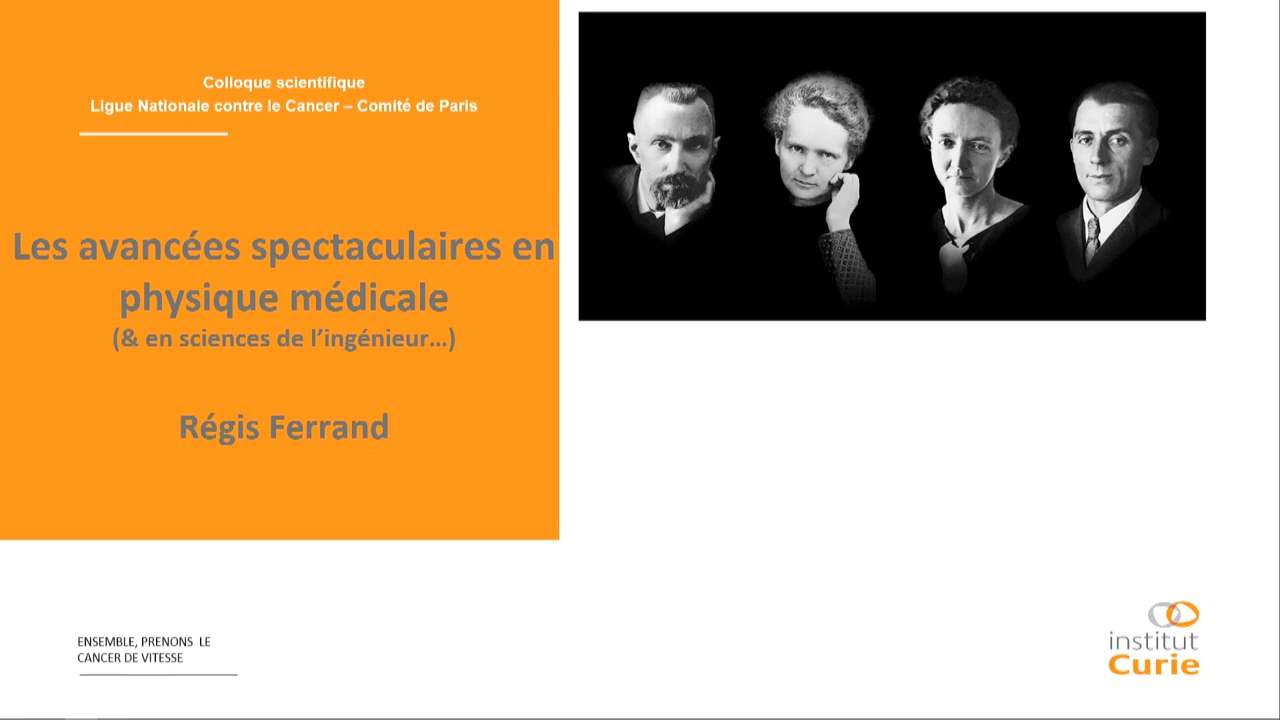 Colloque scientifique
Ligue Nationale contre le Cancer – Comité de Paris
Les avancées spectaculaires en
physique médicale
(& en sciences de l’ingénieur…)
Régis Ferrand
ENSEMBLE, PRENONS LE
CANCER DE VITESSE
institut
Curie